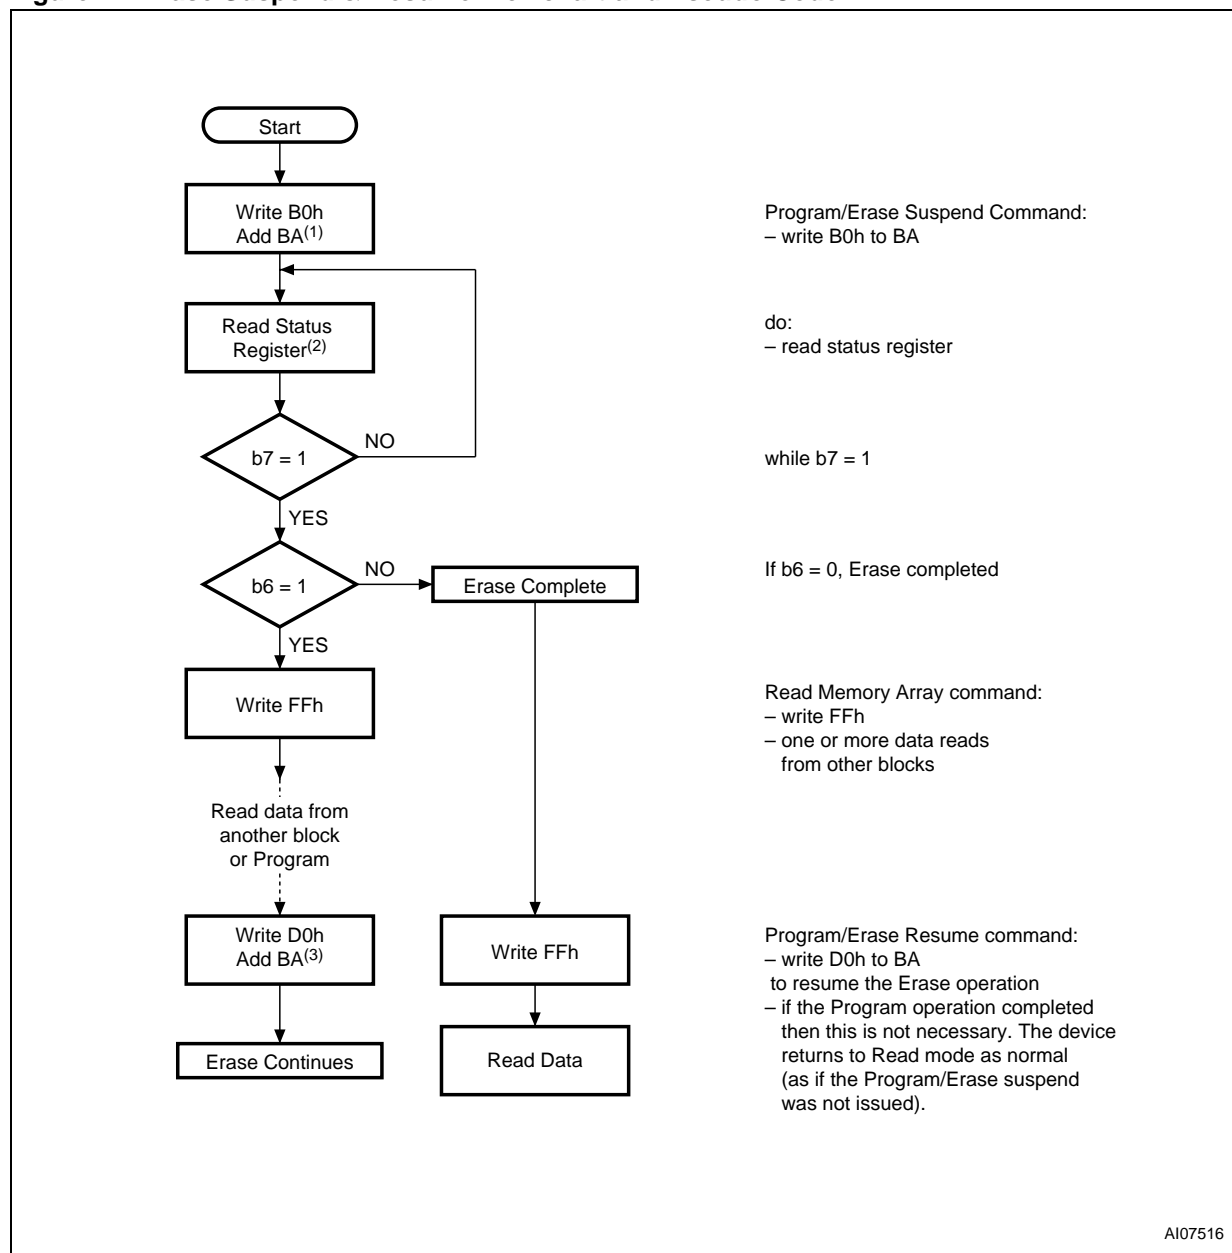 Start
Write B0h
Add BA(1)
Program/Erase Suspend Command:
– write B0h to BA
Read Status
Register(2)
do:
– read status register
b7 = 1
NO
while b7 = 1
YES
b6 = 1
NO
Erase Complete
If b6 = 0, Erase completed
YES
Write FFh
Read Memory Array command:
– write FFh
– one or more data reads
from other blocks
Read data from
another block
or Program
Write D0h
Add BA(3)
Write FFh
Program/Erase Resume command:
– write D0h to BA
to resume the Erase operation
– if the Program operation completed
then this is not necessary. The device
returns to Read mode as normal
(as if the Program/Erase suspend
was not issued).
Erase Continues
Read Data
AI07516